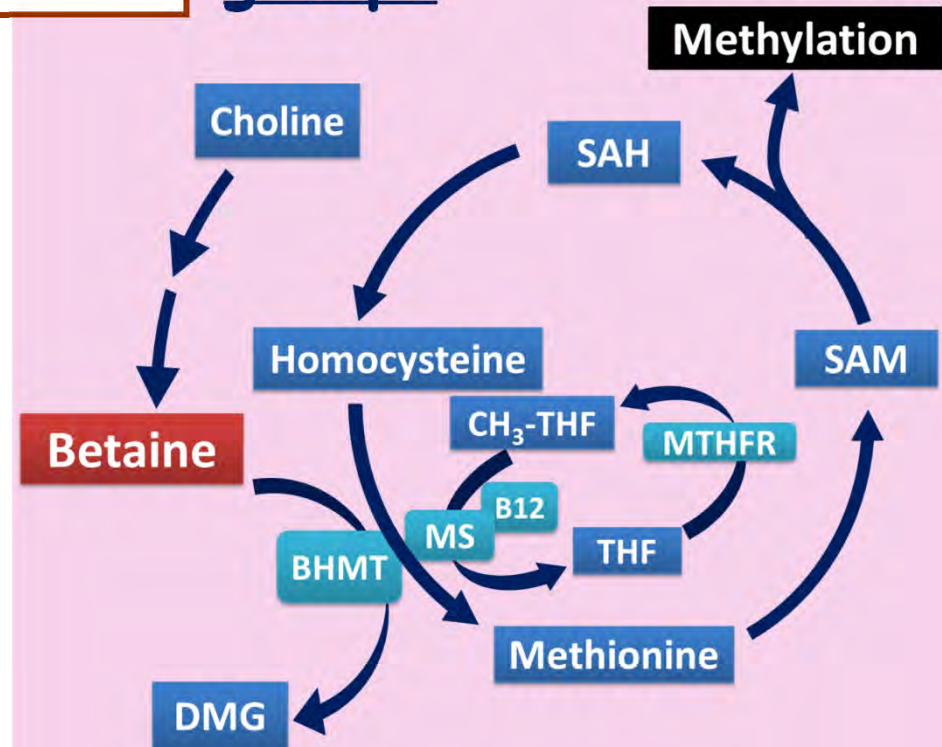 Methylation
Choline
SAH
Homocysteine
SAM
CH₃-THF
MTHFR
Betaine
B12
MS
THF
BHMT
Methionine
DMG